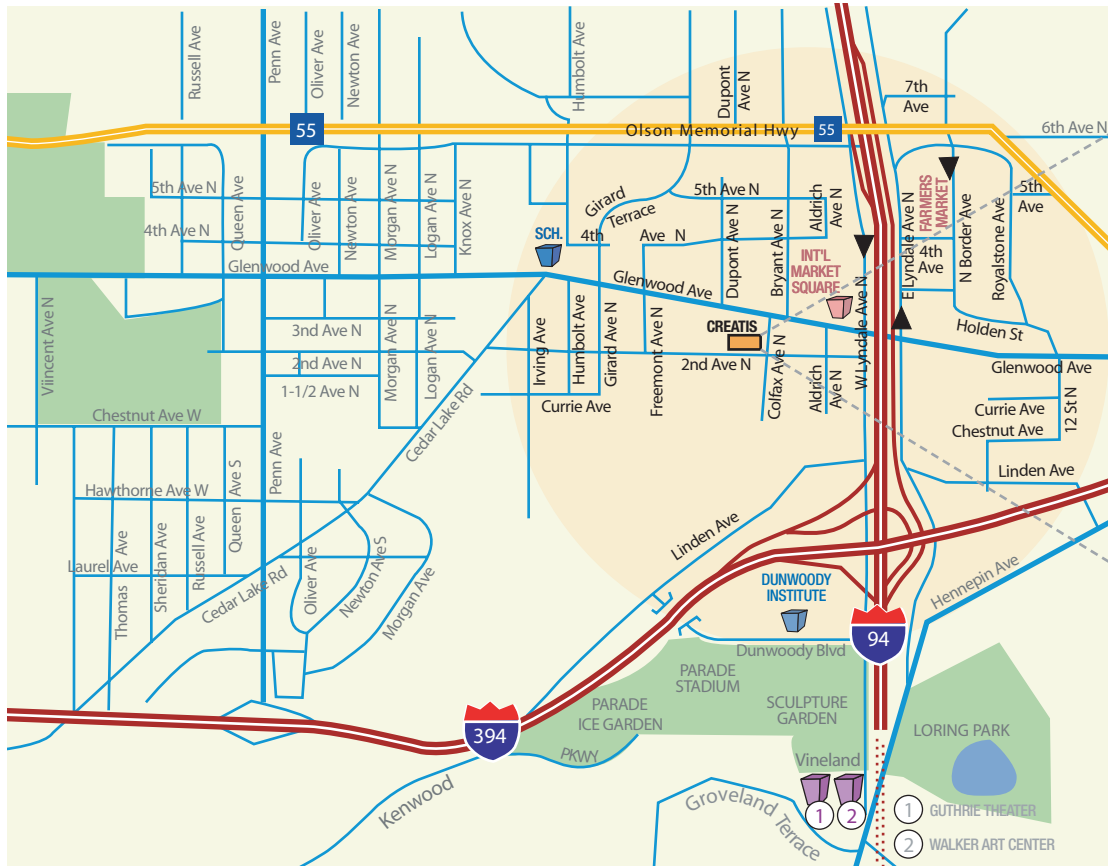 Russell Ave
Penn Ave
Oliver Ave
Newton Ave
Humbolt Ave
Dupont
Ave N
7th
Ave
55
Olson Memorial Hwy
55
6th Ave N
5th Ave N
Queen Ave
Oliver Ave
Newton Ave
Morgan Ave N
Logan Ave N
Knox Ave N
4th Ave N
Glenwood Ave
SCH.
Girard
Terrace
4th
Ave N
5th Ave N
Dupont Ave N
Bryant Ave N
Aldrich
Ave N
INT'L
MARKET
SQUARE
E Lyndale Ave N
FARMERS
MARKET
4th
Ave
N Border Ave
Royalstone Ave
5th
Ave
Glenwood Ave
Viincent Ave N
3nd Ave N
2nd Ave N
1-1/2 Ave N
Morgan Ave N
Logan Ave N
Cedar Lake Rd
Irving Ave
Humbolt Ave
Girard Ave N
Freemont Ave N
CREATIS
2nd Ave N
Colfax Ave N
Aldrich
Ave N
W Lyndale Ave N
Holden St
Glenwood Ave
Currie Ave
Currie Ave
Chestnut Ave
12 St N
Linden Ave
Chestnut Ave W
Penn Ave
Queen Ave S
Hawthorne Ave W
Laurel Ave
Thomas Ave
Sheridan Ave
Russell Ave
Cedar Lake Rd
Oliver Ave
Newton Ave S
Morgan Ave
Linden Ave
DUNWOODY
INSTITUTE
Hennepin Ave
94
Dunwoody Blvd
PARADE
STADIUM
PARADE
ICE GARDEN
SCULPTURE
GARDEN
LORING PARK
394
PKWY
Kenwood
Vineland
Groveland
Terrace
1
2
1 GUTHRIE THEATER
2 WALKER ART CENTER